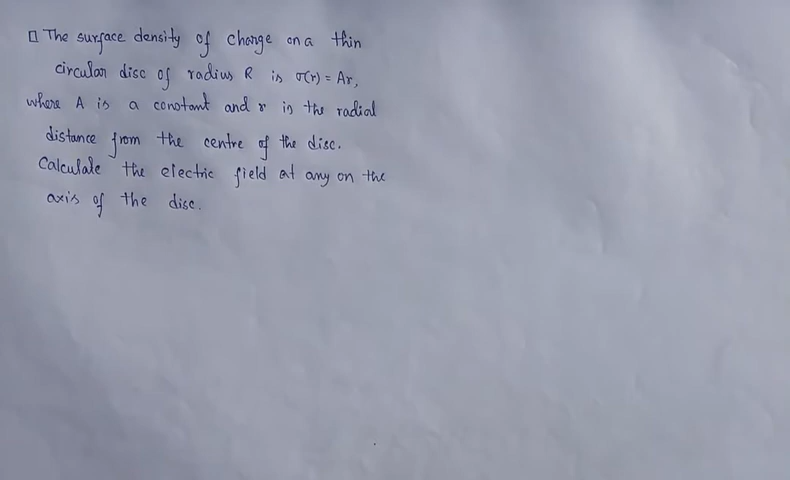 □ The surface density of charge on a thin
circular disc of radius R is σ(r) = Ar,
where A is a constant and r is the radial
distance from the centre of the disc.
Calculate the electric field at any on the
axis of the disc.